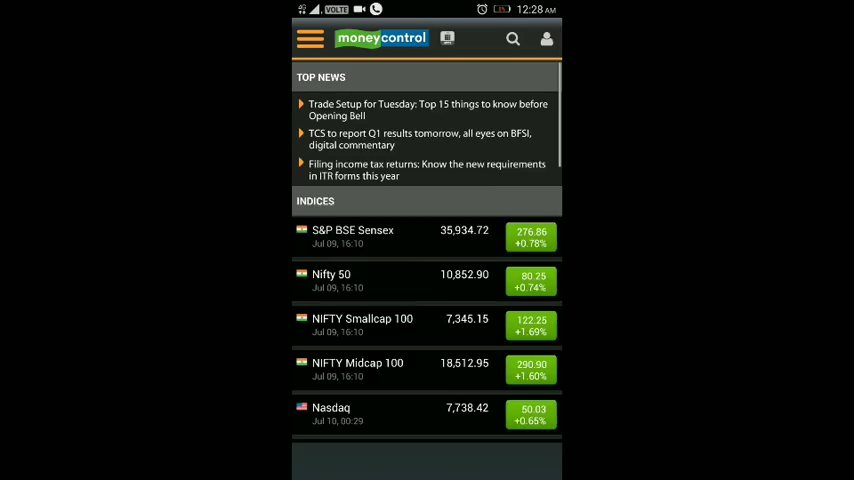 4G VOLTE 12:28 AM
moneycontrol
TOP NEWS
Trade Setup for Tuesday: Top 15 things to know before
Opening Bell
TCS to report Q1 results tomorrow, all eyes on BFSI,
digital commentary
Filing income tax returns: Know the new requirements
in ITR forms this year
INDICES
S&P BSE Sensex 35,934.72 276.86
Jul 09, 16:10 +0.78%
Nifty 50 10,852.90 80.25
Jul 09, 16:10 +0.74%
NIFTY Smallcap 100 7,345.15 122.25
Jul 09, 16:10 +1.69%
NIFTY Midcap 100 18,512.95 290.90
Jul 09, 16:10 +1.60%
Nasdaq 7,738.42 50.03
Jul 10, 00:29 +0.65%